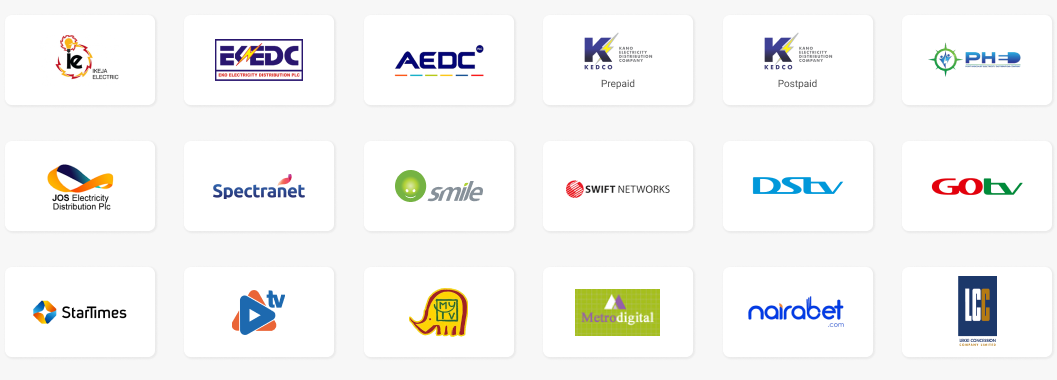 ie
IKEJA
ELECTRIC
EKEDC
EKO ELECTRICITY DISTRIBUTION PLC
AEDC
K
KANO
ELECTRICITY
DISTRIBUTION
COMPANY
KEDCO
Prepaid
K
KANO
ELECTRICITY
DISTRIBUTION
COMPANY
KEDCO
Postpaid
PHED
JOS Electricity
Distribution Plc
Spectranet
smile
SWIFT NETWORKS
DStv
GOtv
StarTimes
tv
MY
TV
Metrodigital
nairabet
.com
LCC
LEKKI CONCESSION
COMPANY LIMITED